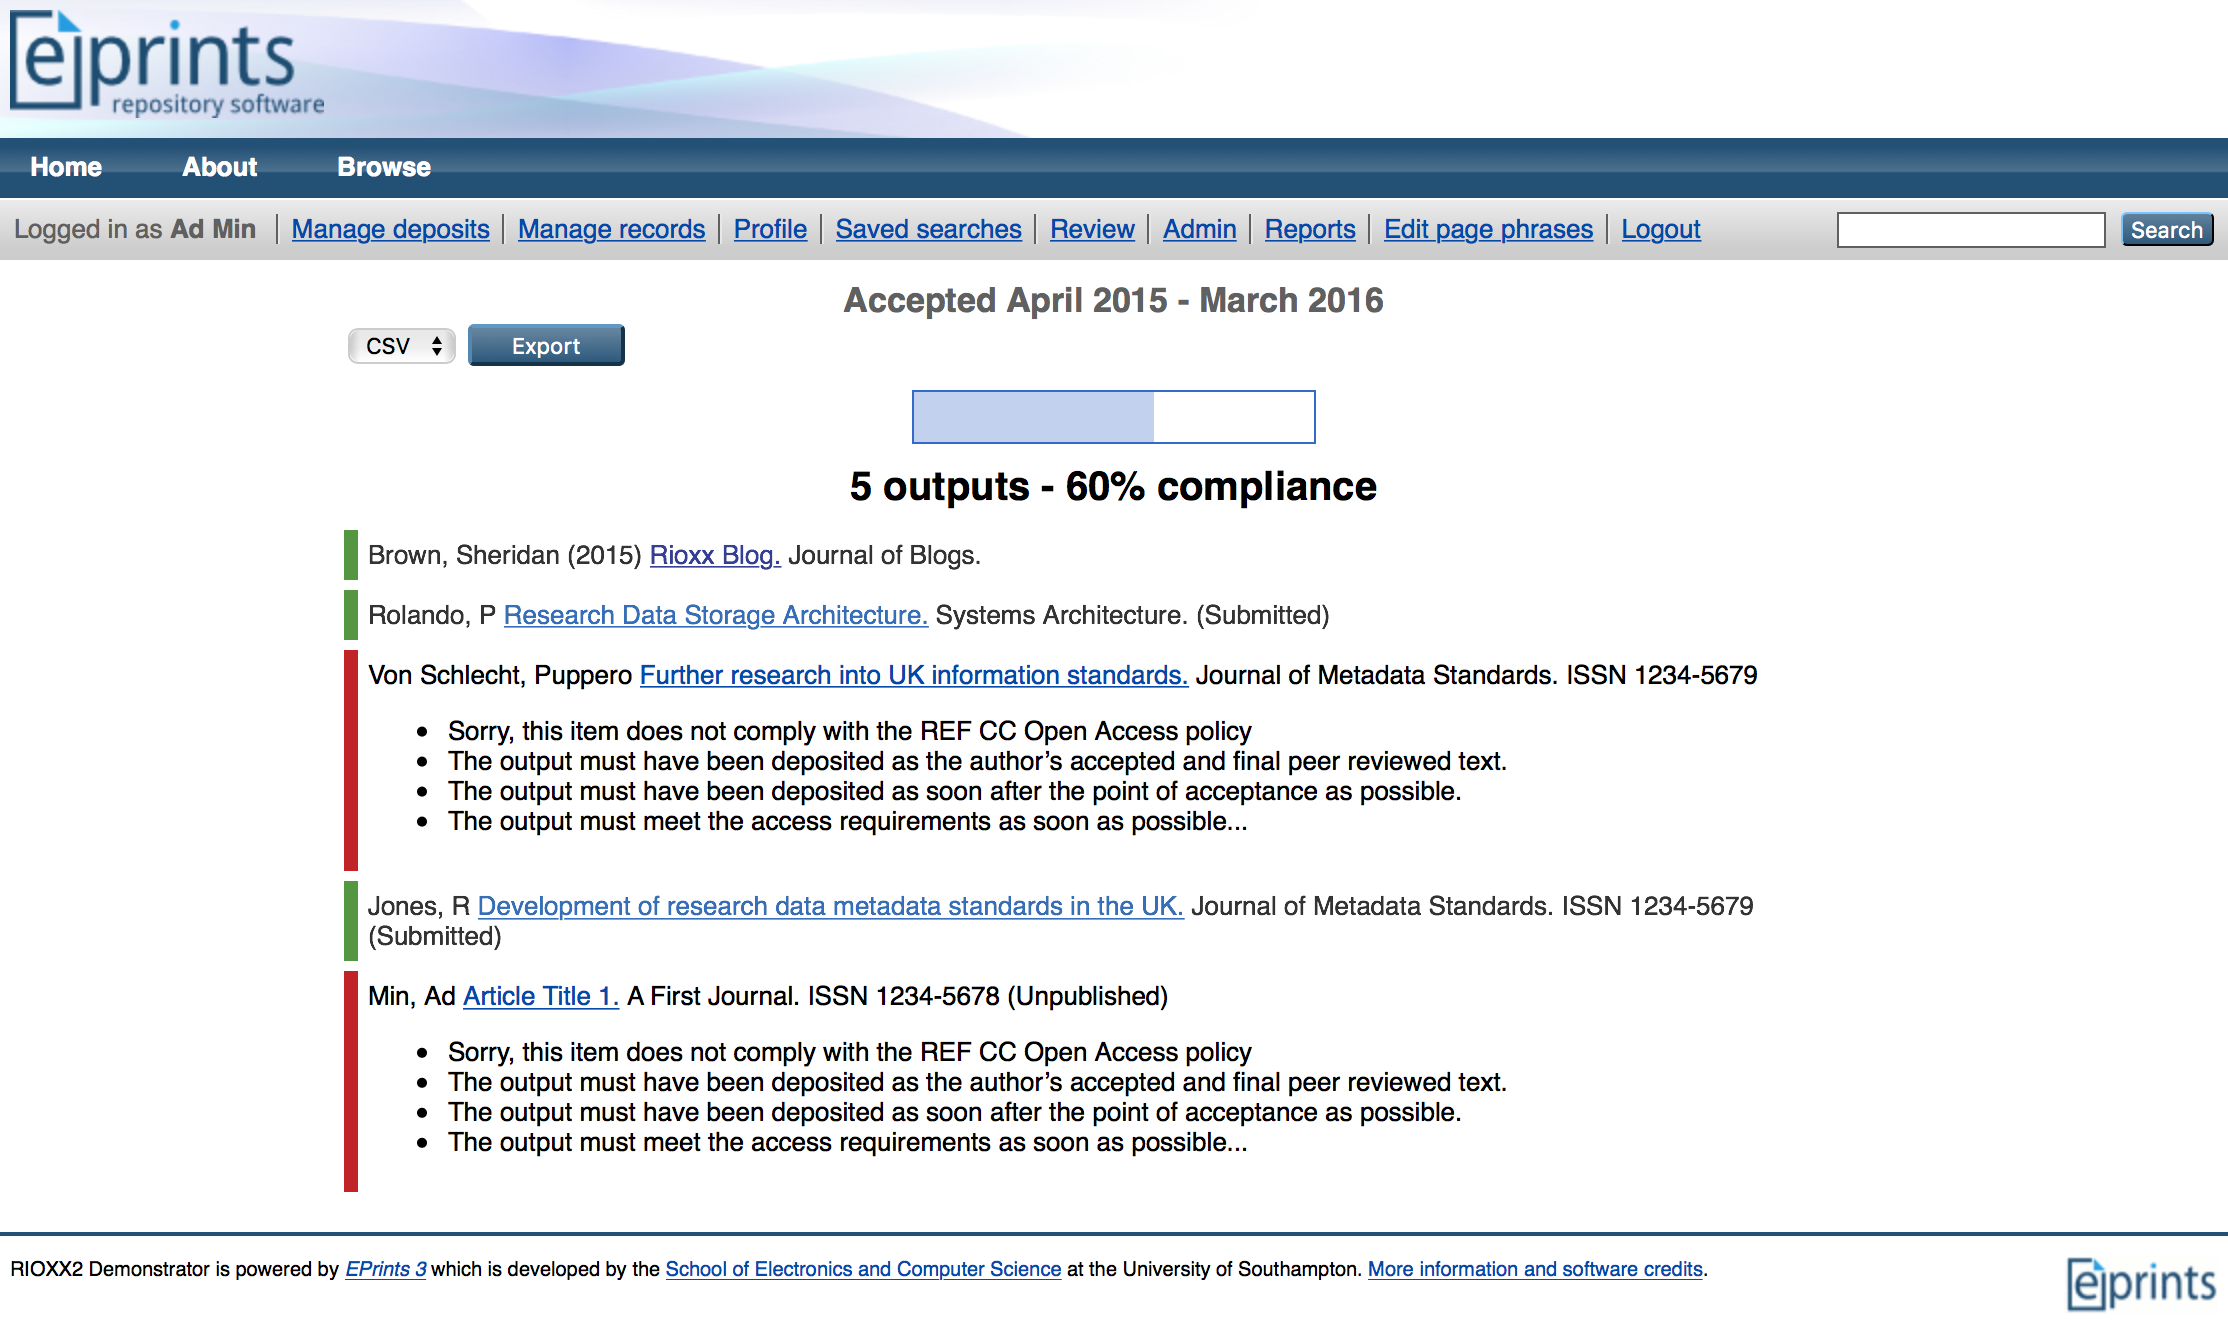 eprints
repository software
Home About Browse
Logged in as Ad Min Manage deposits Manage records Profile Saved searches Review Admin Reports Edit page phrases Logout Search
Accepted April 2015 - March 2016
CSV Export
5 outputs - 60% compliance
Brown, Sheridan (2015) Rioxx Blog. Journal of Blogs.
Rolando, P Research Data Storage Architecture. Systems Architecture. (Submitted)
Von Schlecht, Puppero Further research into UK information standards. Journal of Metadata Standards. ISSN 1234-5679
• Sorry, this item does not comply with the REF CC Open Access policy
• The output must have been deposited as the author’s accepted and final peer reviewed text.
• The output must have been deposited as soon after the point of acceptance as possible.
• The output must meet the access requirements as soon as possible...
Jones, R Development of research data metadata standards in the UK. Journal of Metadata Standards. ISSN 1234-5679
(Submitted)
Min, Ad Article Title 1. A First Journal. ISSN 1234-5678 (Unpublished)
• Sorry, this item does not comply with the REF CC Open Access policy
• The output must have been deposited as the author’s accepted and final peer reviewed text.
• The output must have been deposited as soon after the point of acceptance as possible.
• The output must meet the access requirements as soon as possible...
RIOXX2 Demonstrator is powered by EPrints 3 which is developed by the School of Electronics and Computer Science at the University of Southampton. More information and software credits.
eprints